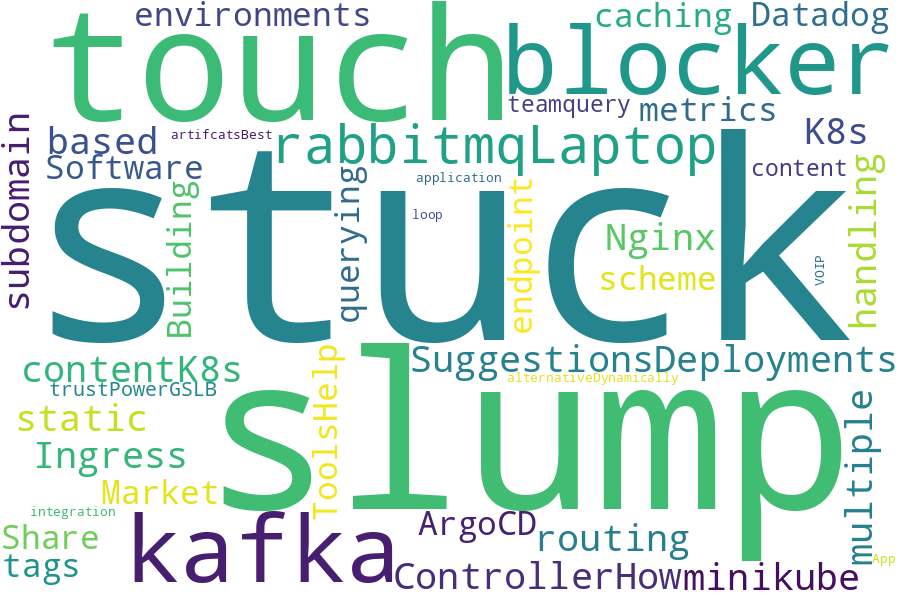 environments
caching
Datadog
touch
blocker
teamquery
metrics
K8s
subdomain
based
artifcatsBest
rabbitmqLaptop
Software
application
content
stuck
Building
querying
loop
endpoint
Nginx
scheme
VOIP
handling
contentK8s
SuggestionsDeployments
trustPowerGSLB
alternativeDynamically
static
slump
ToolsHelp
Ingress
multiple
Market
integration
kafka
ArgoCD
Share
routing
tags
App
ControllerHow
minikube